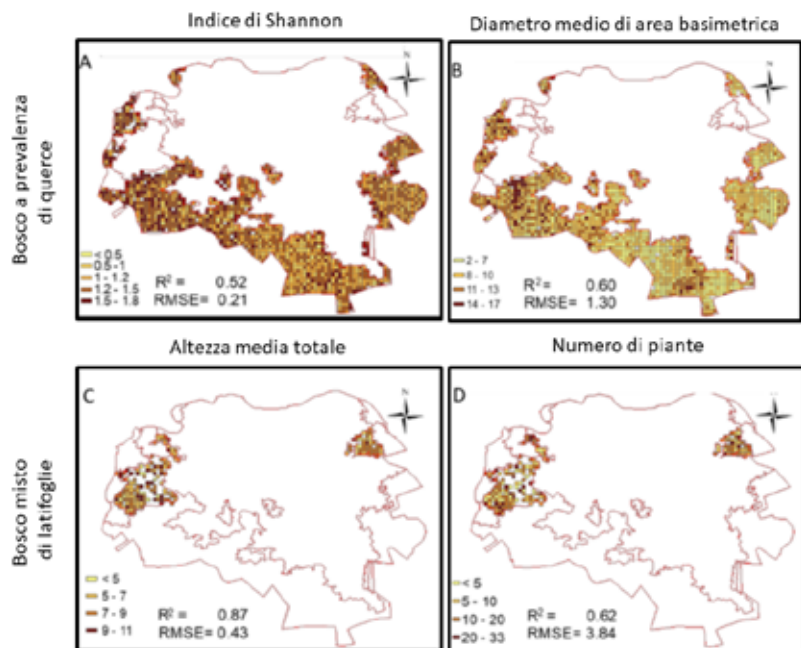 Indice di Shannon
Diametro medio di area basimetrica
Bosco a prevalenza
di querce
A
N
< 0.5
0.5 - 1
1 - 1.2
1.2 - 1.5
1.5 - 1.8
R² = 0.52
RMSE= 0.21
B
N
2 - 7
8 - 10
11 - 13
14 - 17
R² = 0.60
RMSE= 1.30
Altezza media totale
Numero di piante
Bosco misto
di latifoglie
C
N
< 5
5 - 7
7 - 9
9 - 11
R² = 0.87
RMSE= 0.43
D
< 5
5 - 10
10 - 20
20 - 33
R² = 0.62
RMSE= 3.84